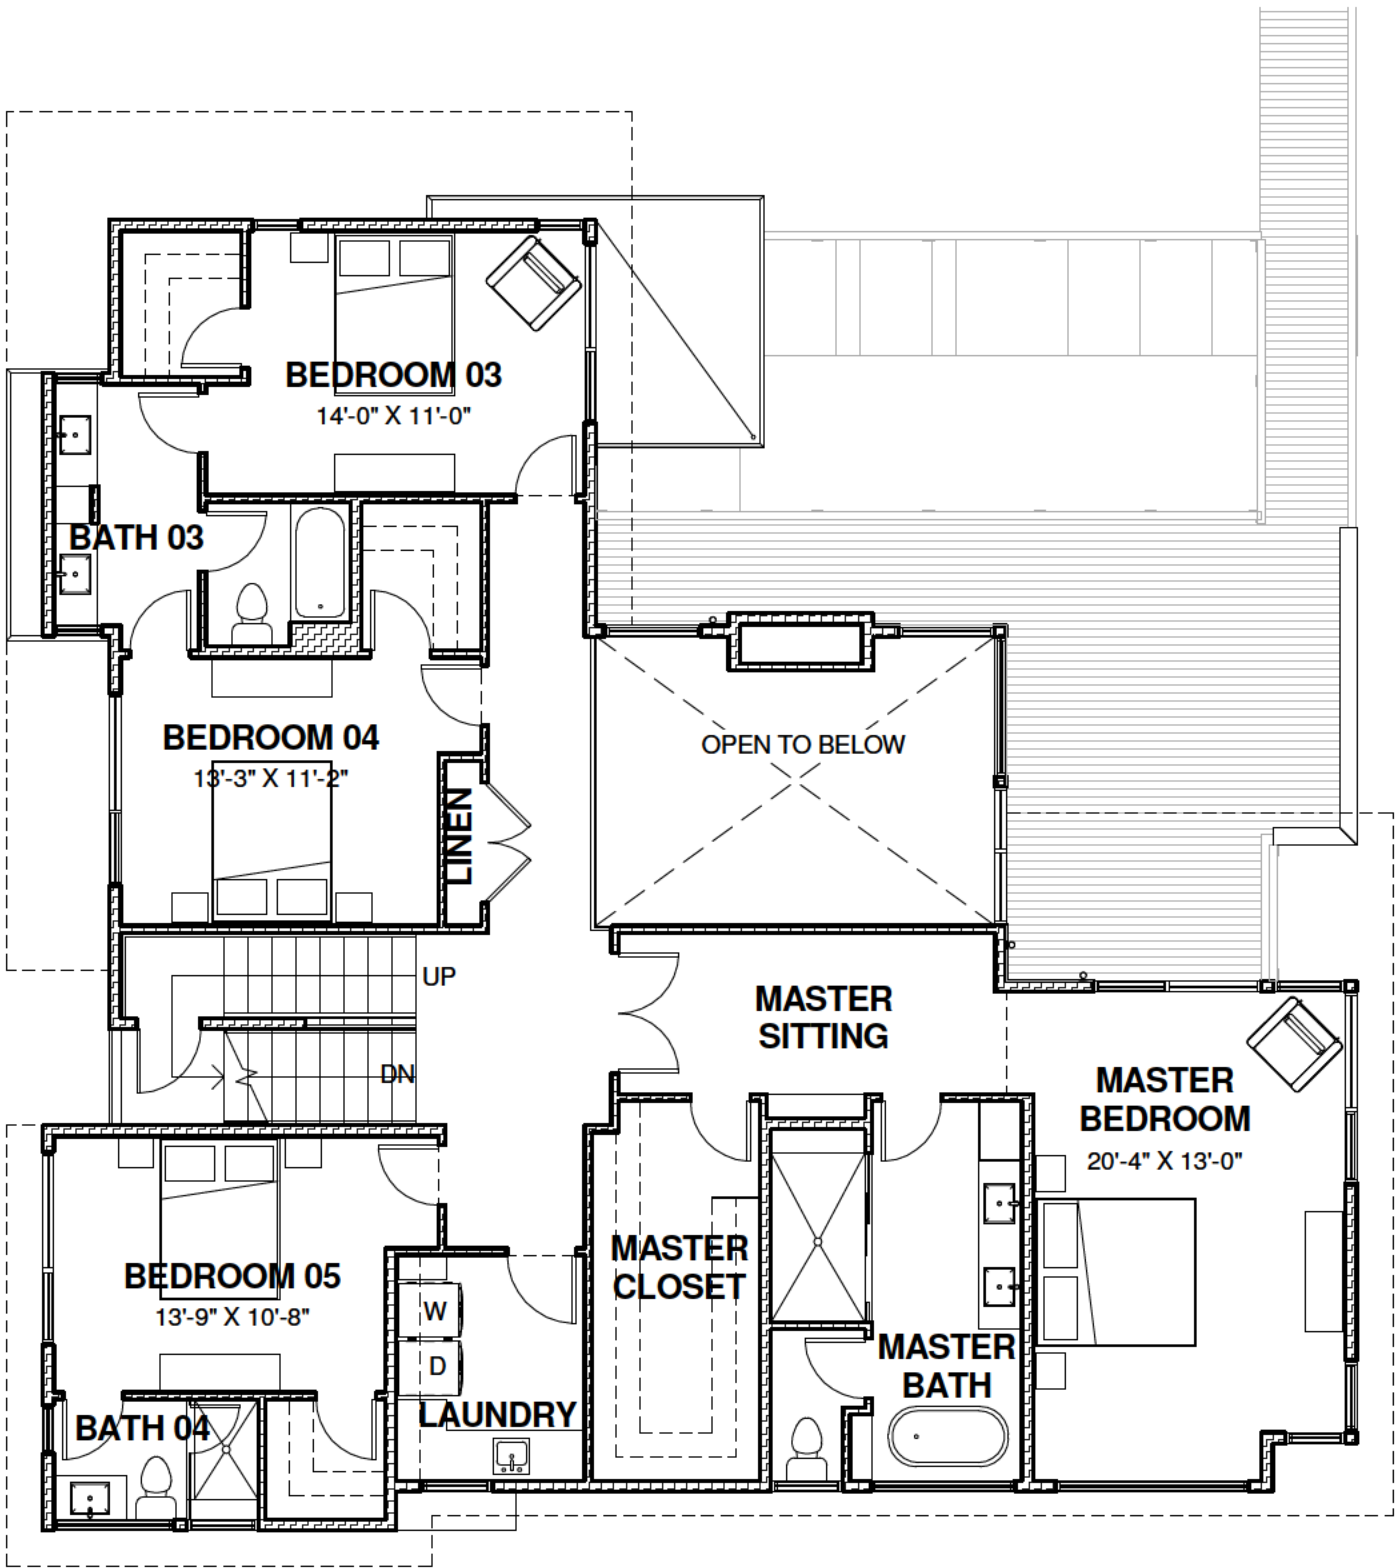 BEDROOM 03
14'-0" X 11'-0"
BATH 03
BEDROOM 04
13'-3" X 11'-2"
LINEN
OPEN TO BELOW
UP
DN
MASTER
SITTING
MASTER
BEDROOM
20'-4" X 13'-0"
BEDROOM 05
13'-9" X 10'-8"
W
D
LAUNDRY
MASTER
CLOSET
MASTER
BATH
BATH 04